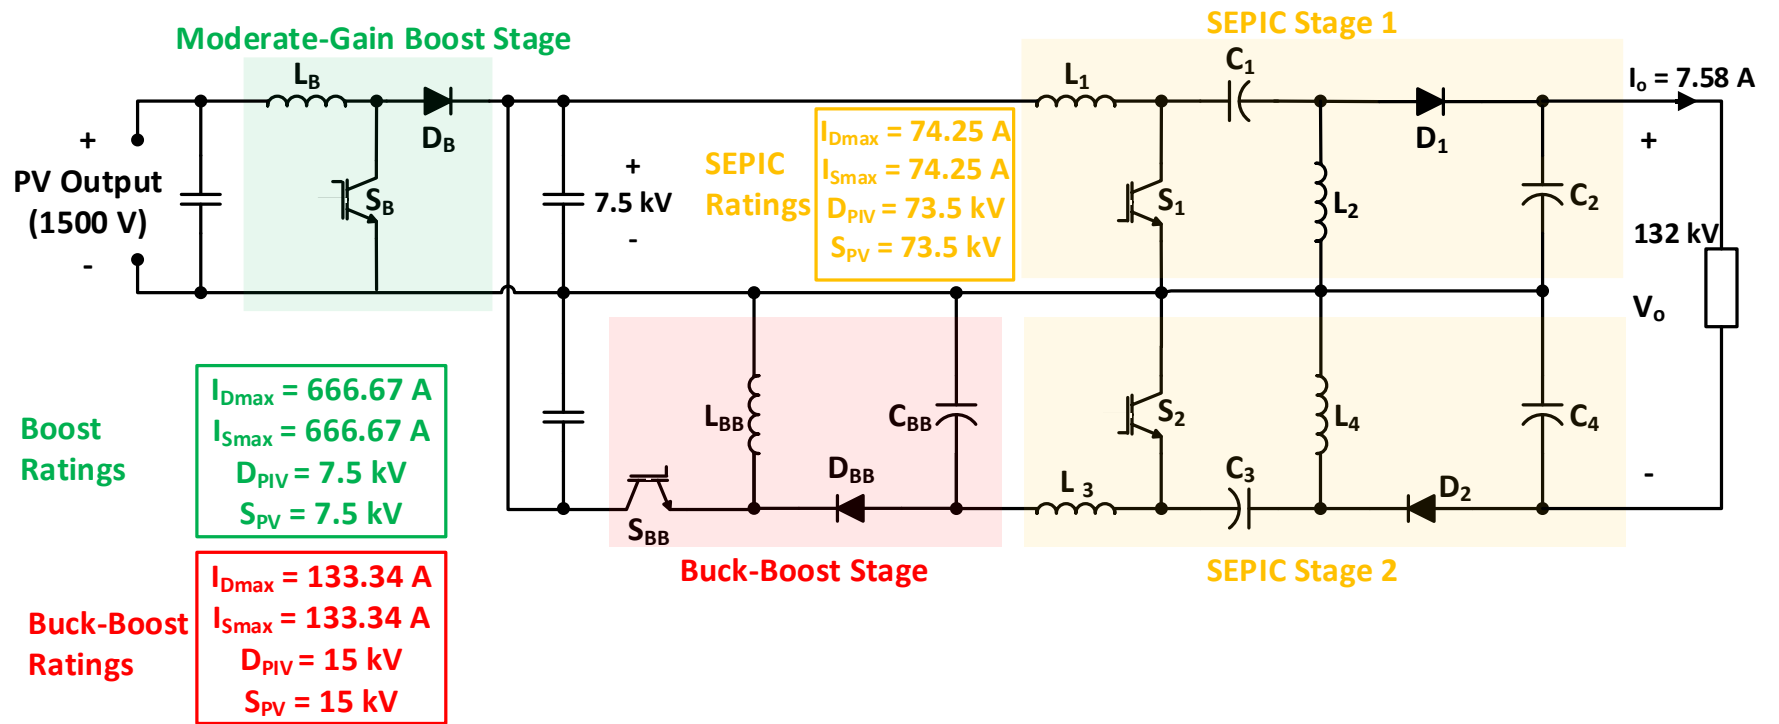 SEPIC Stage 1
Moderate-Gain Boost Stage
L_B
D_B
S_B
+
PV Output
(1500 V)
-
+
7.5 kV
-
SEPIC
Ratings
I_Dmax = 74.25 A
I_Smax = 74.25 A
D_PIV = 73.5 kV
S_PV = 73.5 kV
L_1
C_1
D_1
S_1
L_2
C_2
I_o = 7.58 A
+
132 kV
V_o
-
Boost
Ratings
I_Dmax = 666.67 A
I_Smax = 666.67 A
D_PIV = 7.5 kV
S_PV = 7.5 kV
L_BB
C_BB
D_BB
S_BB
Buck-Boost Stage
S_2
L_4
C_4
L_3
C_3
D_2
SEPIC Stage 2
Buck-Boost
Ratings
I_Dmax = 133.34 A
I_Smax = 133.34 A
D_PIV = 15 kV
S_PV = 15 kV